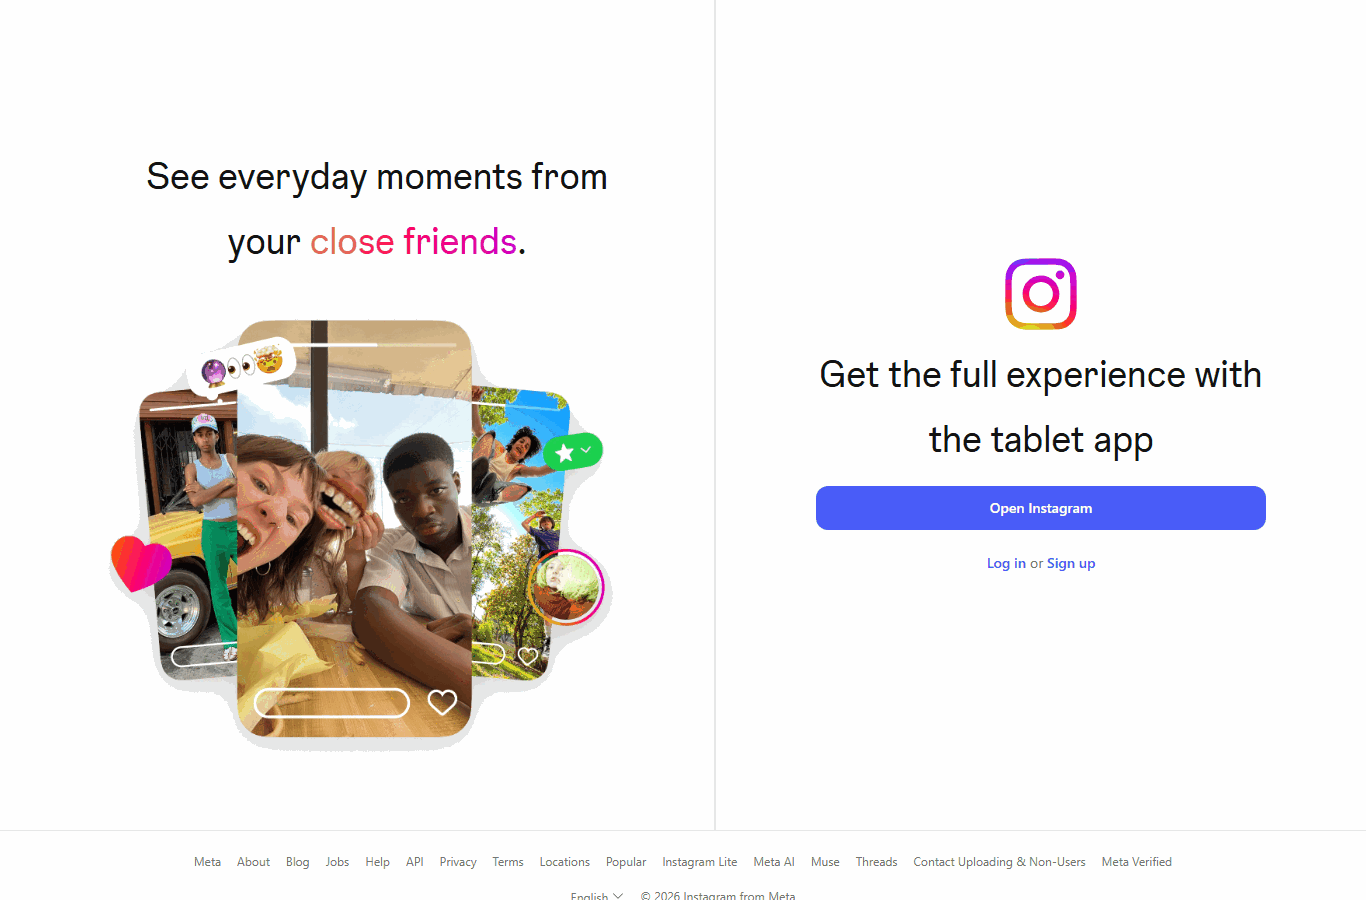 See everyday moments from
your close friends.
Get the full experience with
the tablet app
Open Instagram
Log in or Sign up
Meta About Blog Jobs Help API Privacy Terms Locations Popular Instagram Lite Meta AI Muse Threads Contact Uploading & Non-Users Meta Verified
English © 2026 Instagram from Meta